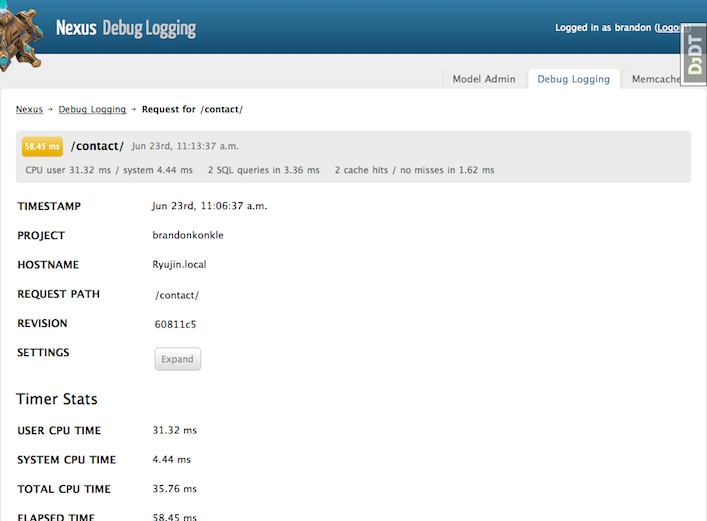 Nexus Debug Logging
Logged in as brandon (Logo
DJDT
Model Admin
Debug Logging
Memcache
Nexus → Debug Logging → Request for /contact/
58.45 ms /contact/ Jun 23rd, 11:13:37 a.m.
CPU user 31.32 ms / system 4.44 ms 2 SQL queries in 3.36 ms 2 cache hits / no misses in 1.62 ms
TIMESTAMP Jun 23rd, 11:06:37 a.m.
PROJECT brandonkonkle
HOSTNAME Ryujin.local
REQUEST PATH /contact/
REVISION 60811c5
SETTINGS Expand
Timer Stats
USER CPU TIME 31.32 ms
SYSTEM CPU TIME 4.44 ms
TOTAL CPU TIME 35.76 ms
ELAPSED TIME 58.45 ms